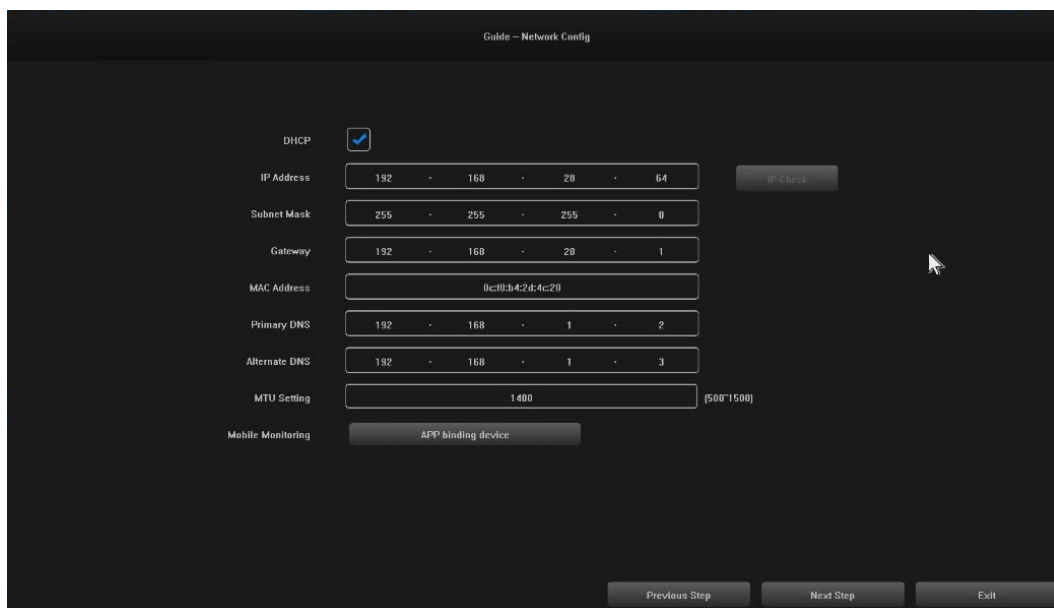 Guide – Network Config
DHCP
IP Address 192 · 168 · 28 · 64 IP Check
Subnet Mask 255 · 255 · 255 · 0
Gateway 192 · 168 · 28 · 1
MAC Address 0c:f0:b4:2d:4c:20
Primary DNS 192 · 168 · 1 · 2
Alternate DNS 192 · 168 · 1 · 3
MTU Setting 1400 (500~1500)
Mobile Monitoring APP binding device
Previous Step Next Step Exit